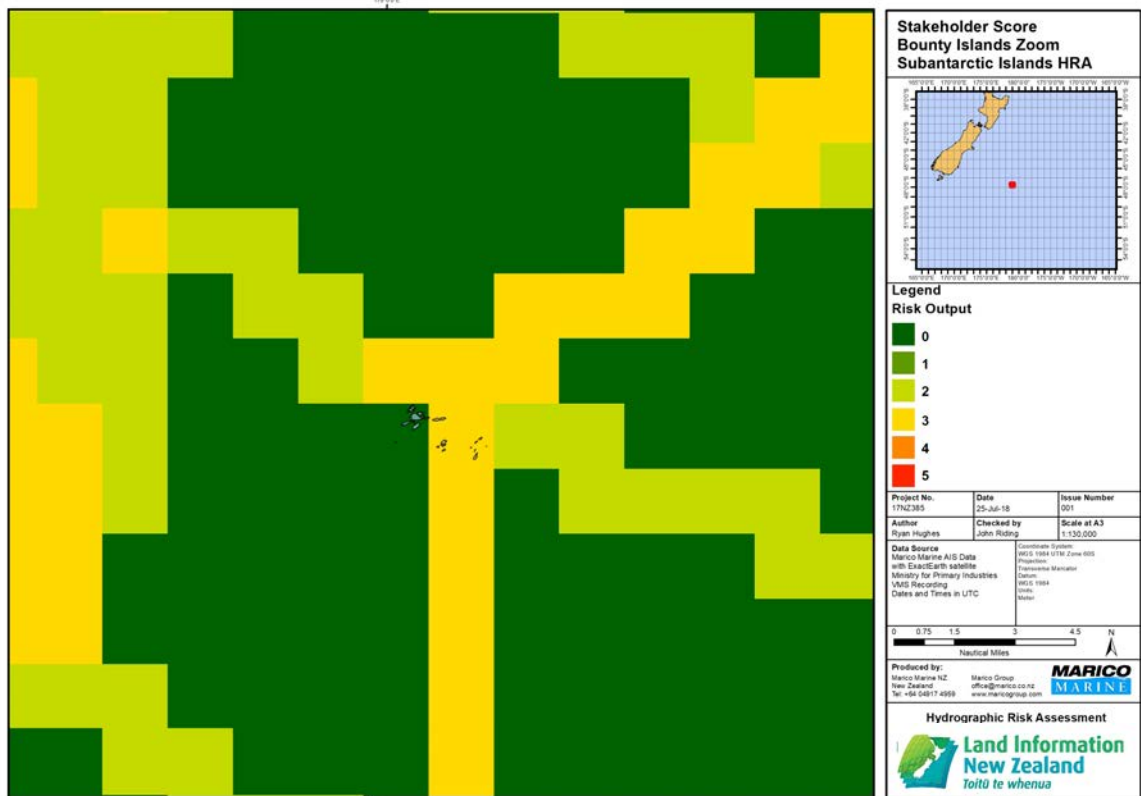 Stakeholder Score
Bounty Islands Zoom
Subantarctic Islands HRA
Legend
Risk Output
0
1
2
3
4
5
Project No.
17NZ385
Date
25-Jul-18
Issue Number
001
Author
Ryan Hughes
Checked by
John Riding
Scale at A3
1:130,000
Data Source
Marico Marine AIS Data
with ExactEarth satellite
Ministry for Primary Industries
VMS Recording
Dates and Times in UTC
Coordinate System:
WGS 1984 UTM Zone 60S
Projection:
Transverse Mercator
Datum:
WGS 1984
Units:
Meter
0 0.75 1.5 3 4.5
Nautical Miles
N
Produced by:
Marico Marine NZ
New Zealand
Tel: +64 04917 4959
Marico Group
office@marico.co.nz
www.maricogroup.com
MARICO
MARINE
Hydrographic Risk Assessment
Land Information
New Zealand
Toitū te whenua